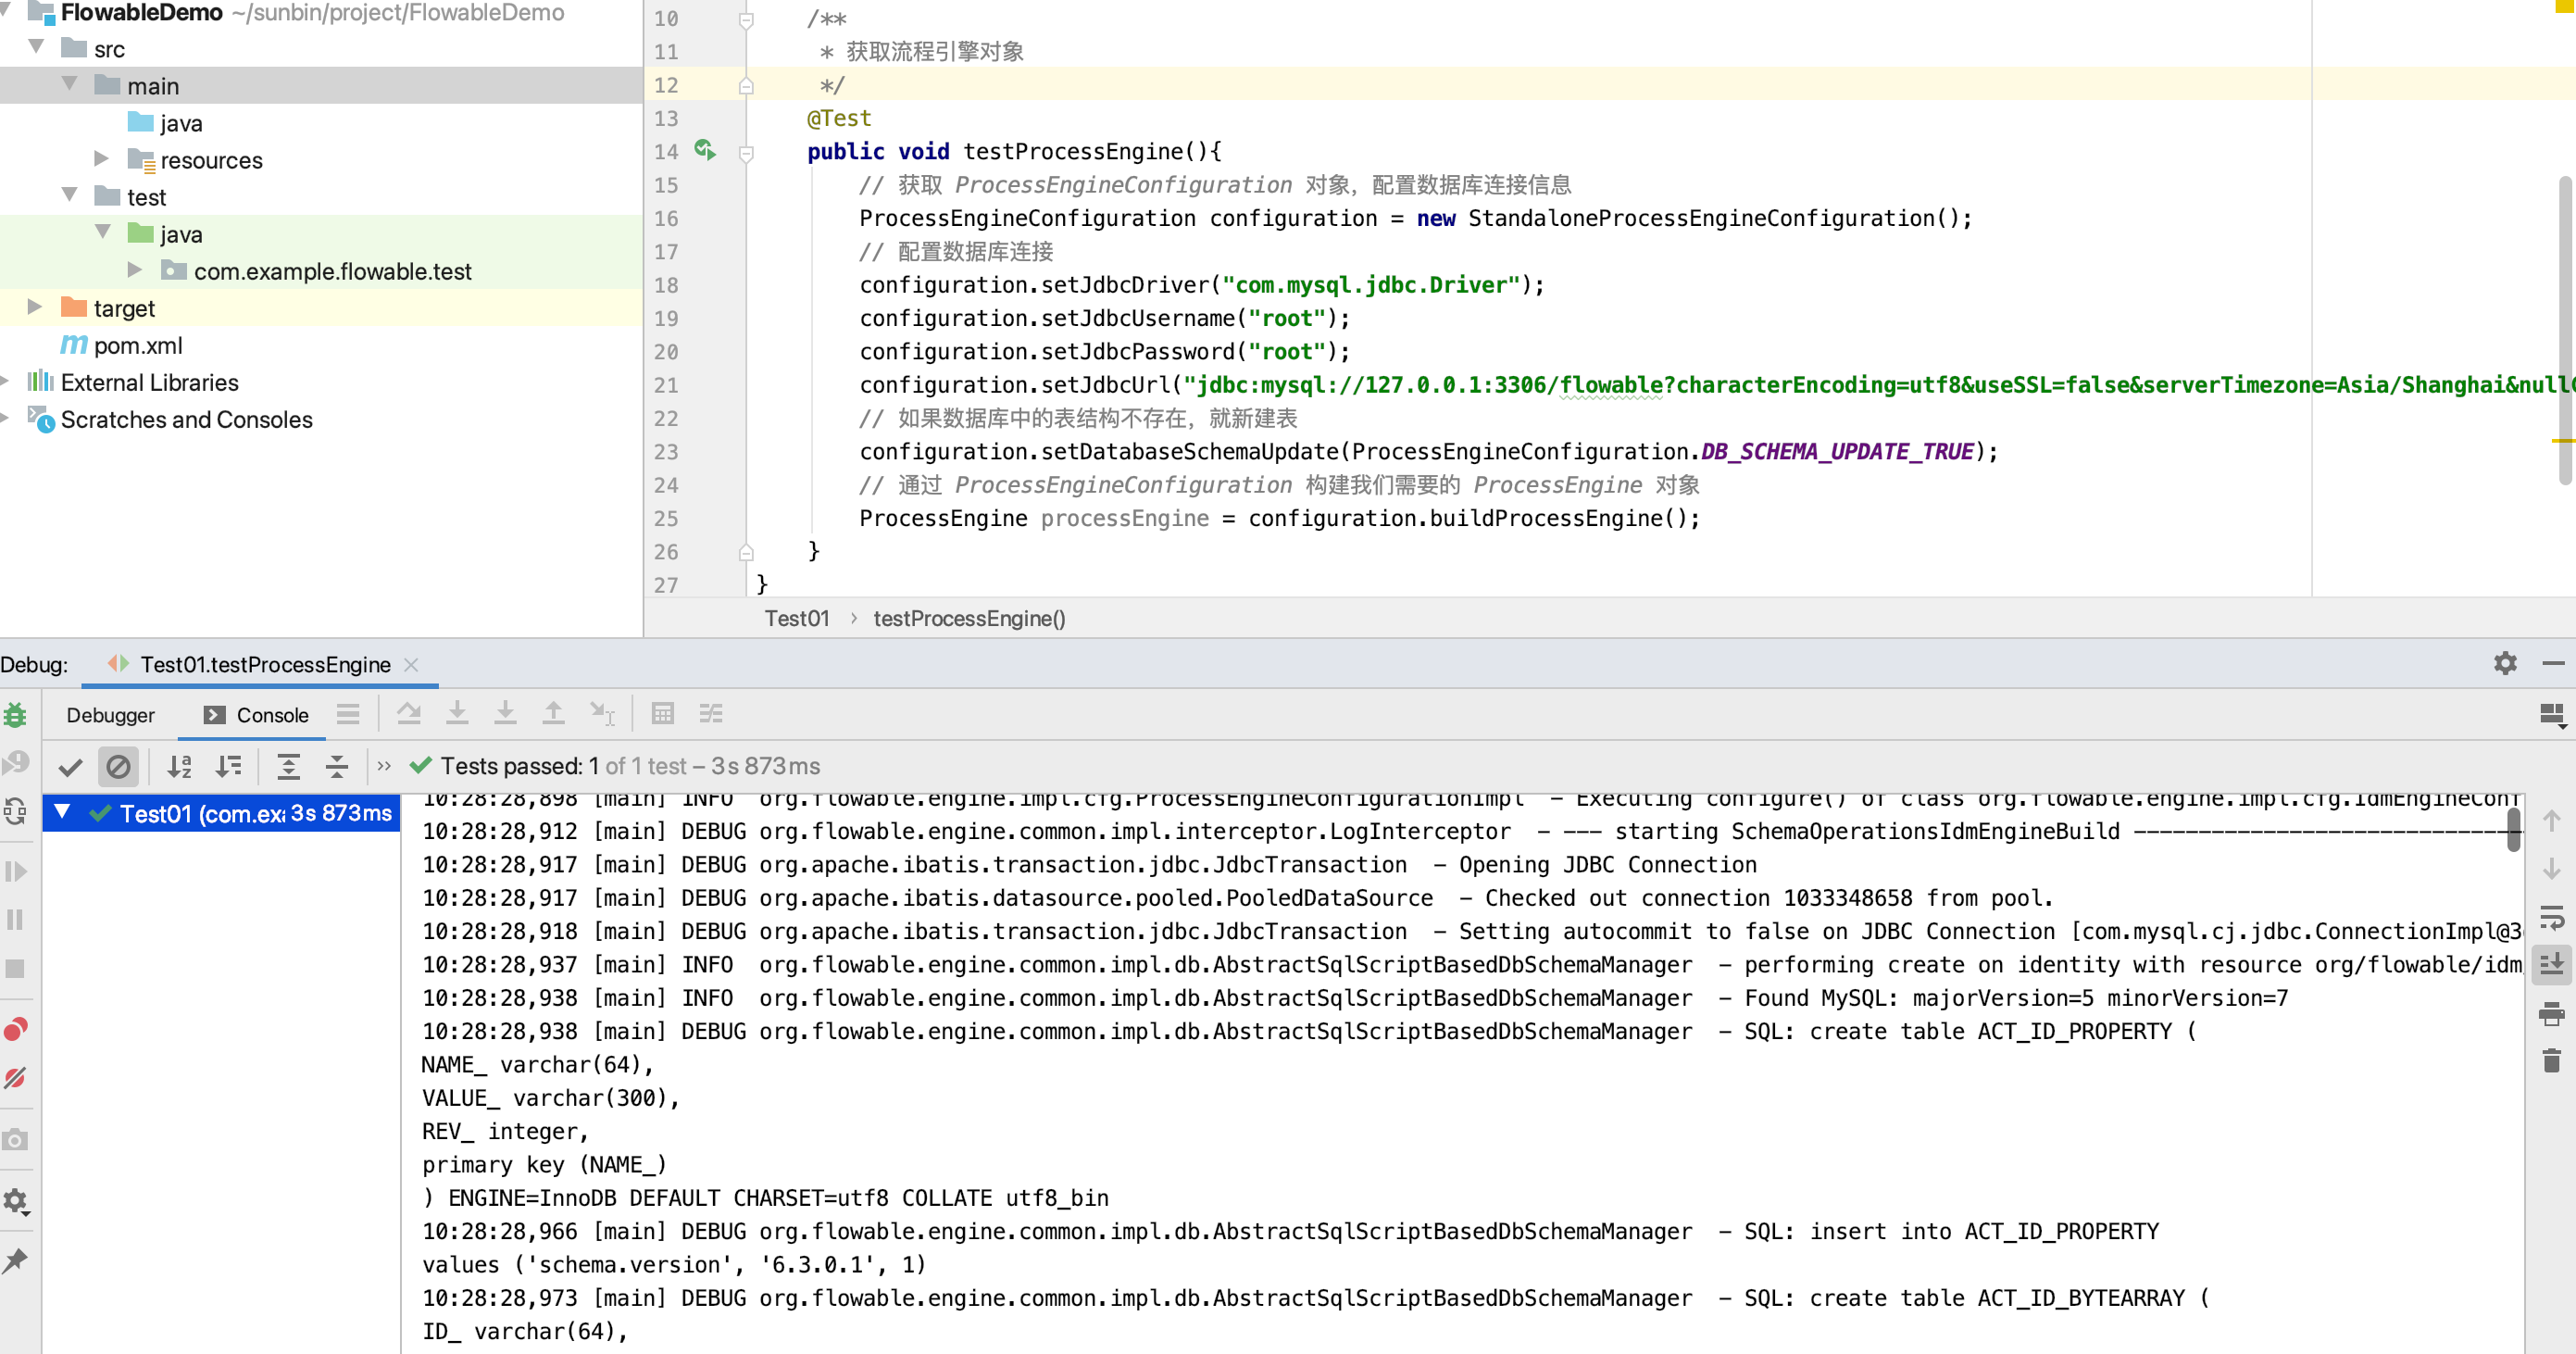 FlowableDemo ~/sunbin/project/FlowableDemo
src
main
java
resources
test
java
com.example.flowable.test
target
pom.xml
External Libraries
Scratches and Consoles
10 /**
11 * 获取流程引擎对象
12 */
13 @Test
14 public void testProcessEngine(){
15 // 获取 ProcessEngineConfiguration 对象，配置数据库连接信息
16 ProcessEngineConfiguration configuration = new StandaloneProcessEngineConfiguration();
17 // 配置数据库连接
18 configuration.setJdbcDriver("com.mysql.jdbc.Driver");
19 configuration.setJdbcUsername("root");
20 configuration.setJdbcPassword("root");
21 configuration.setJdbcUrl("jdbc:mysql://127.0.0.1:3306/flowable?characterEncoding=utf8&useSSL=false&serverTimezone=Asia/Shanghai&null
22 // 如果数据库中的表结构不存在，就新建表
23 configuration.setDatabaseSchemaUpdate(ProcessEngineConfiguration.DB_SCHEMA_UPDATE_TRUE);
24 // 通过 ProcessEngineConfiguration 构建我们需要的 ProcessEngine 对象
25 ProcessEngine processEngine = configuration.buildProcessEngine();
26 }
27 }
Test01 › testProcessEngine()
Debug: Test01.testProcessEngine
Debugger Console
Tests passed: 1 of 1 test – 3 s 873 ms
Test01 (com.exa 3 s 873 ms
10:28:28,898 [main] INFO org.flowable.engine.impl.cfg.ProcessEngineConfigurationImpl - Executing configure() of class org.flowable.engine.impl.cfg.IdmEngineConf
10:28:28,912 [main] DEBUG org.flowable.engine.common.impl.interceptor.LogInterceptor - --- starting SchemaOperationsIdmEngineBuild ------------------------------
10:28:28,917 [main] DEBUG org.apache.ibatis.transaction.jdbc.JdbcTransaction - Opening JDBC Connection
10:28:28,917 [main] DEBUG org.apache.ibatis.datasource.pooled.PooledDataSource - Checked out connection 1033348658 from pool.
10:28:28,918 [main] DEBUG org.apache.ibatis.transaction.jdbc.JdbcTransaction - Setting autocommit to false on JDBC Connection [com.mysql.cj.jdbc.ConnectionImpl@3
10:28:28,937 [main] INFO org.flowable.engine.common.impl.db.AbstractSqlScriptBasedDbSchemaManager - performing create on identity with resource org/flowable/idm
10:28:28,938 [main] INFO org.flowable.engine.common.impl.db.AbstractSqlScriptBasedDbSchemaManager - Found MySQL: majorVersion=5 minorVersion=7
10:28:28,938 [main] DEBUG org.flowable.engine.common.impl.db.AbstractSqlScriptBasedDbSchemaManager - SQL: create table ACT_ID_PROPERTY (
NAME_ varchar(64),
VALUE_ varchar(300),
REV_ integer,
primary key (NAME_)
) ENGINE=InnoDB DEFAULT CHARSET=utf8 COLLATE utf8_bin
10:28:28,966 [main] DEBUG org.flowable.engine.common.impl.db.AbstractSqlScriptBasedDbSchemaManager - SQL: insert into ACT_ID_PROPERTY
values ('schema.version', '6.3.0.1', 1)
10:28:28,973 [main] DEBUG org.flowable.engine.common.impl.db.AbstractSqlScriptBasedDbSchemaManager - SQL: create table ACT_ID_BYTEARRAY (
ID_ varchar(64),